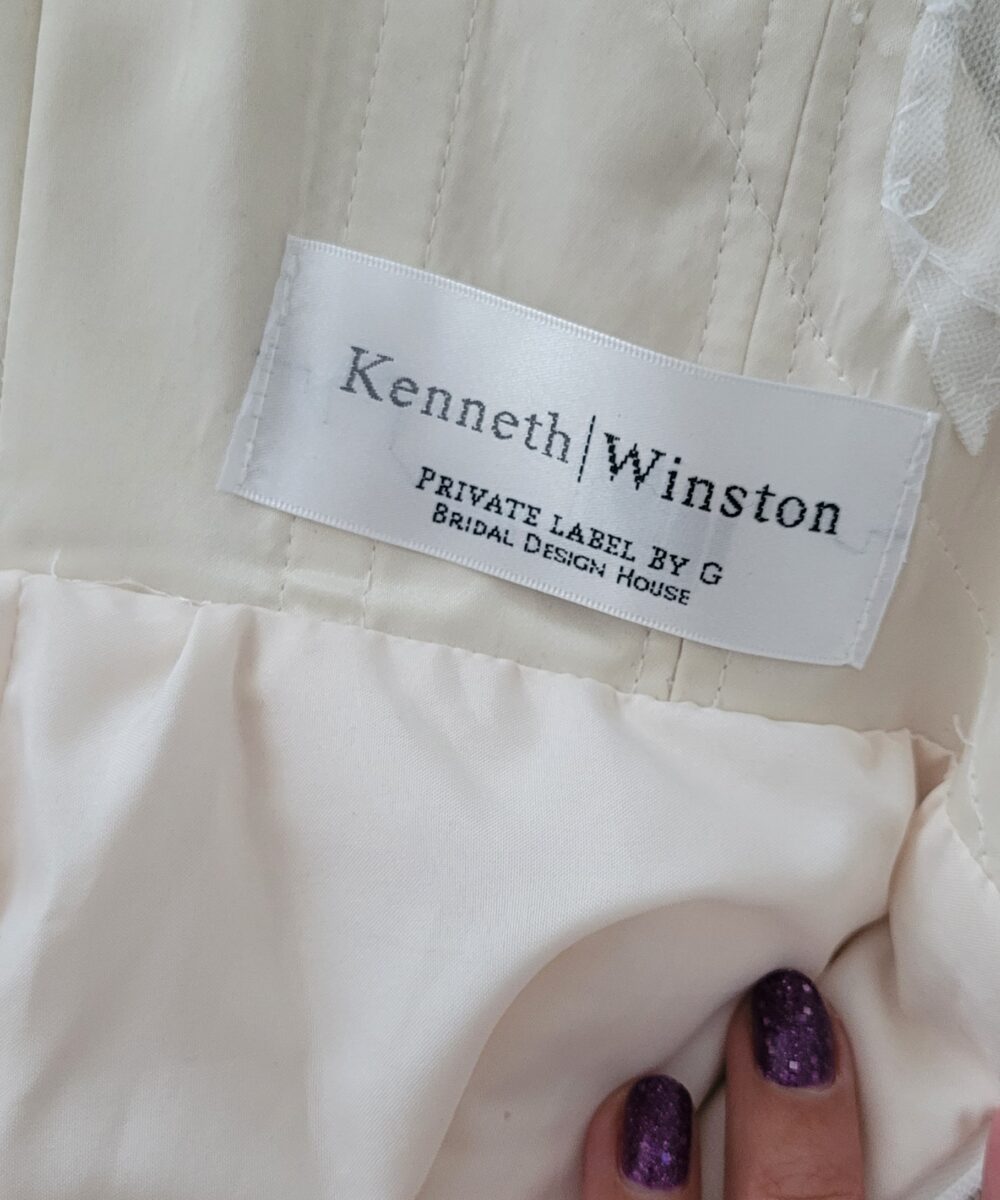 Kenneth|Winston
PRIVATE LABEL BY G
BRIDAL DESIGN HOUSE